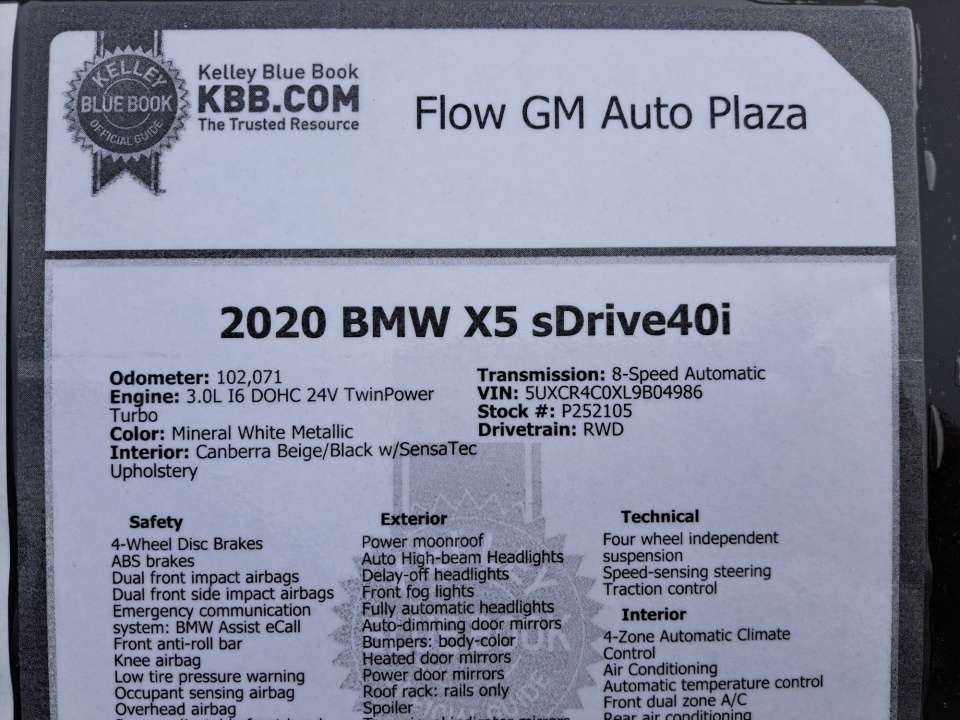 KELLEY
BLUE BOOK
OFFICIAL GUIDE
Kelley Blue Book
KBB.COM
The Trusted Resource
Flow GM Auto Plaza
2020 BMW X5 sDrive40i
Odometer: 102,071
Engine: 3.0L I6 DOHC 24V TwinPower
Turbo
Color: Mineral White Metallic
Interior: Canberra Beige/Black w/SensaTec
Upholstery
Transmission: 8-Speed Automatic
VIN: 5UXCR4C0XL9B04986
Stock #: P252105
Drivetrain: RWD
Safety
4-Wheel Disc Brakes
ABS brakes
Dual front impact airbags
Dual front side impact airbags
Emergency communication
system: BMW Assist eCall
Front anti-roll bar
Knee airbag
Low tire pressure warning
Occupant sensing airbag
Overhead airbag
Exterior
Power moonroof
Auto High-beam Headlights
Delay-off headlights
Front fog lights
Fully automatic headlights
Auto-dimming door mirrors
Bumpers: body-color
Heated door mirrors
Power door mirrors
Roof rack: rails only
Spoiler
Technical
Four wheel independent
suspension
Speed-sensing steering
Traction control
Interior
4-Zone Automatic Climate
Control
Air Conditioning
Automatic temperature control
Front dual zone A/C
Rear air conditioning